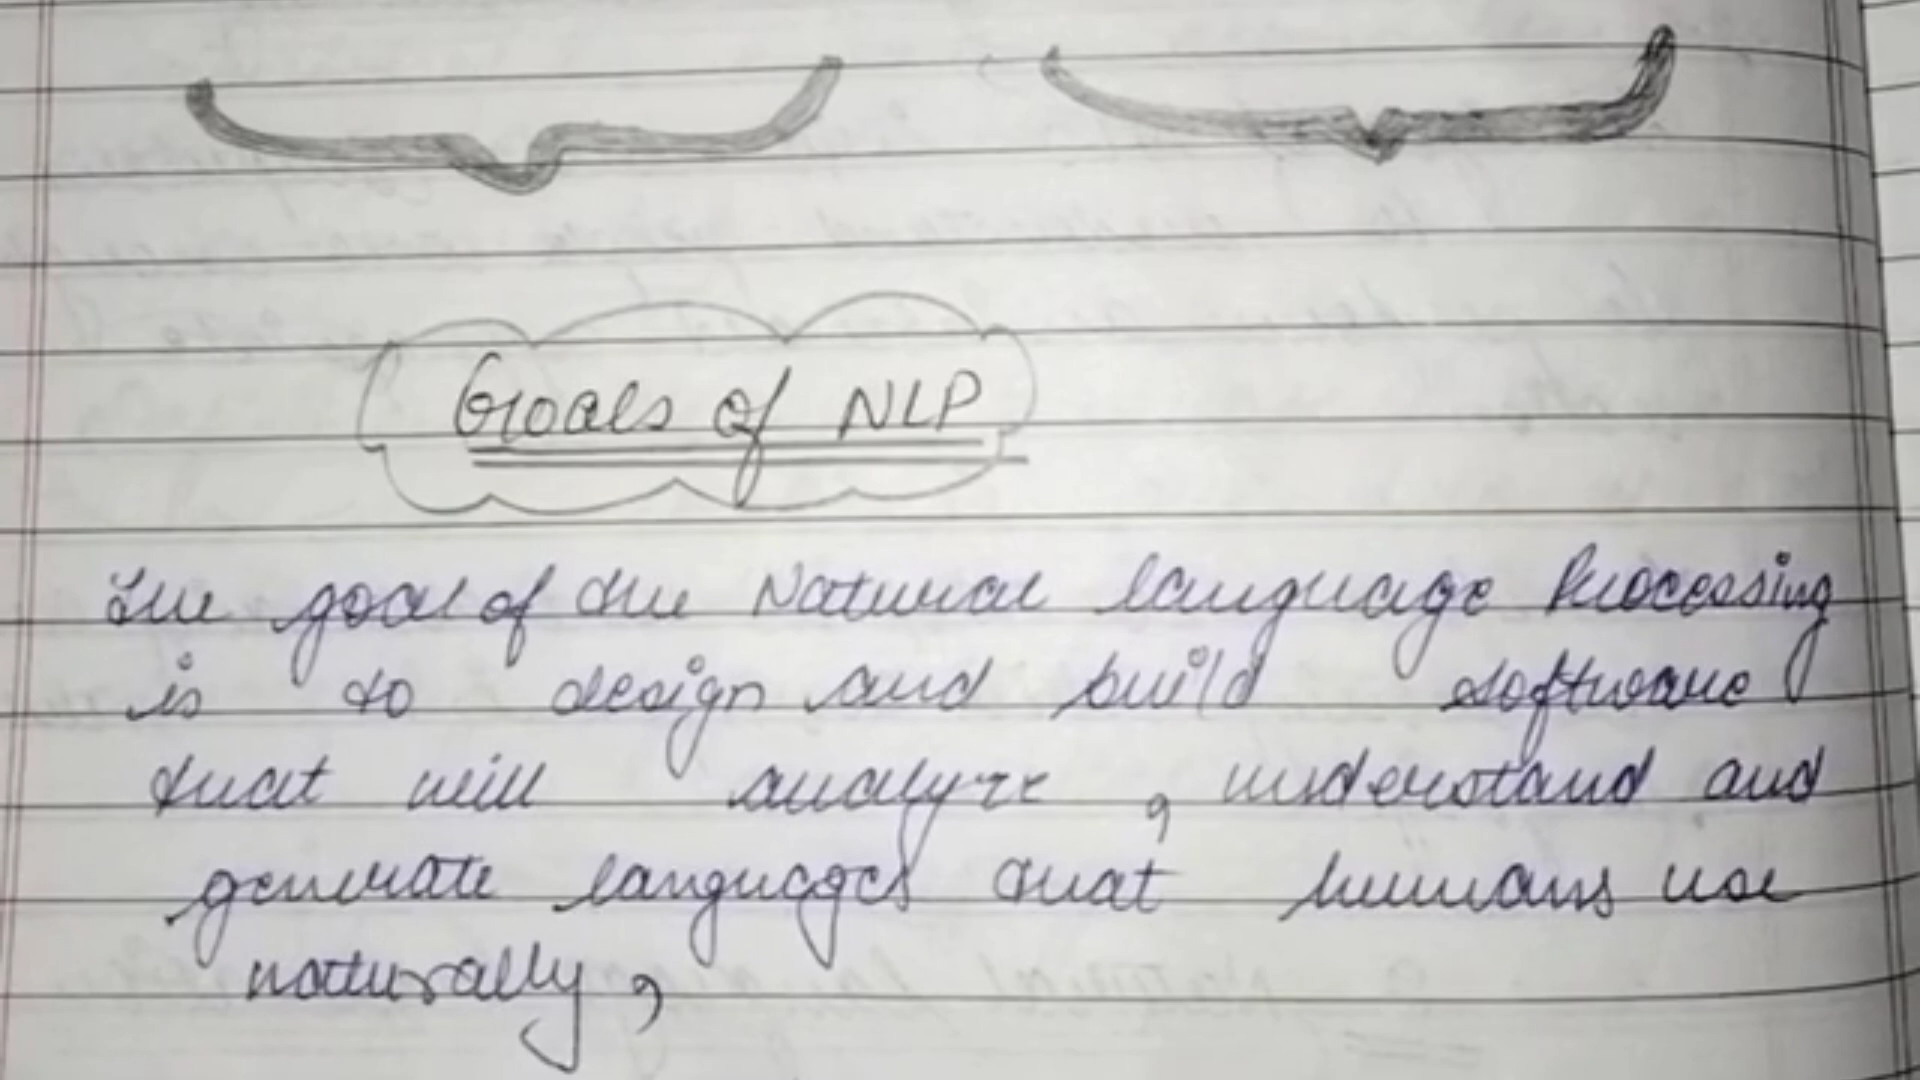 Goals of NLP
The goal of the Natural language Processing
is to design and build software
that will analyze , understand and
generate languages that humans use
naturally ,